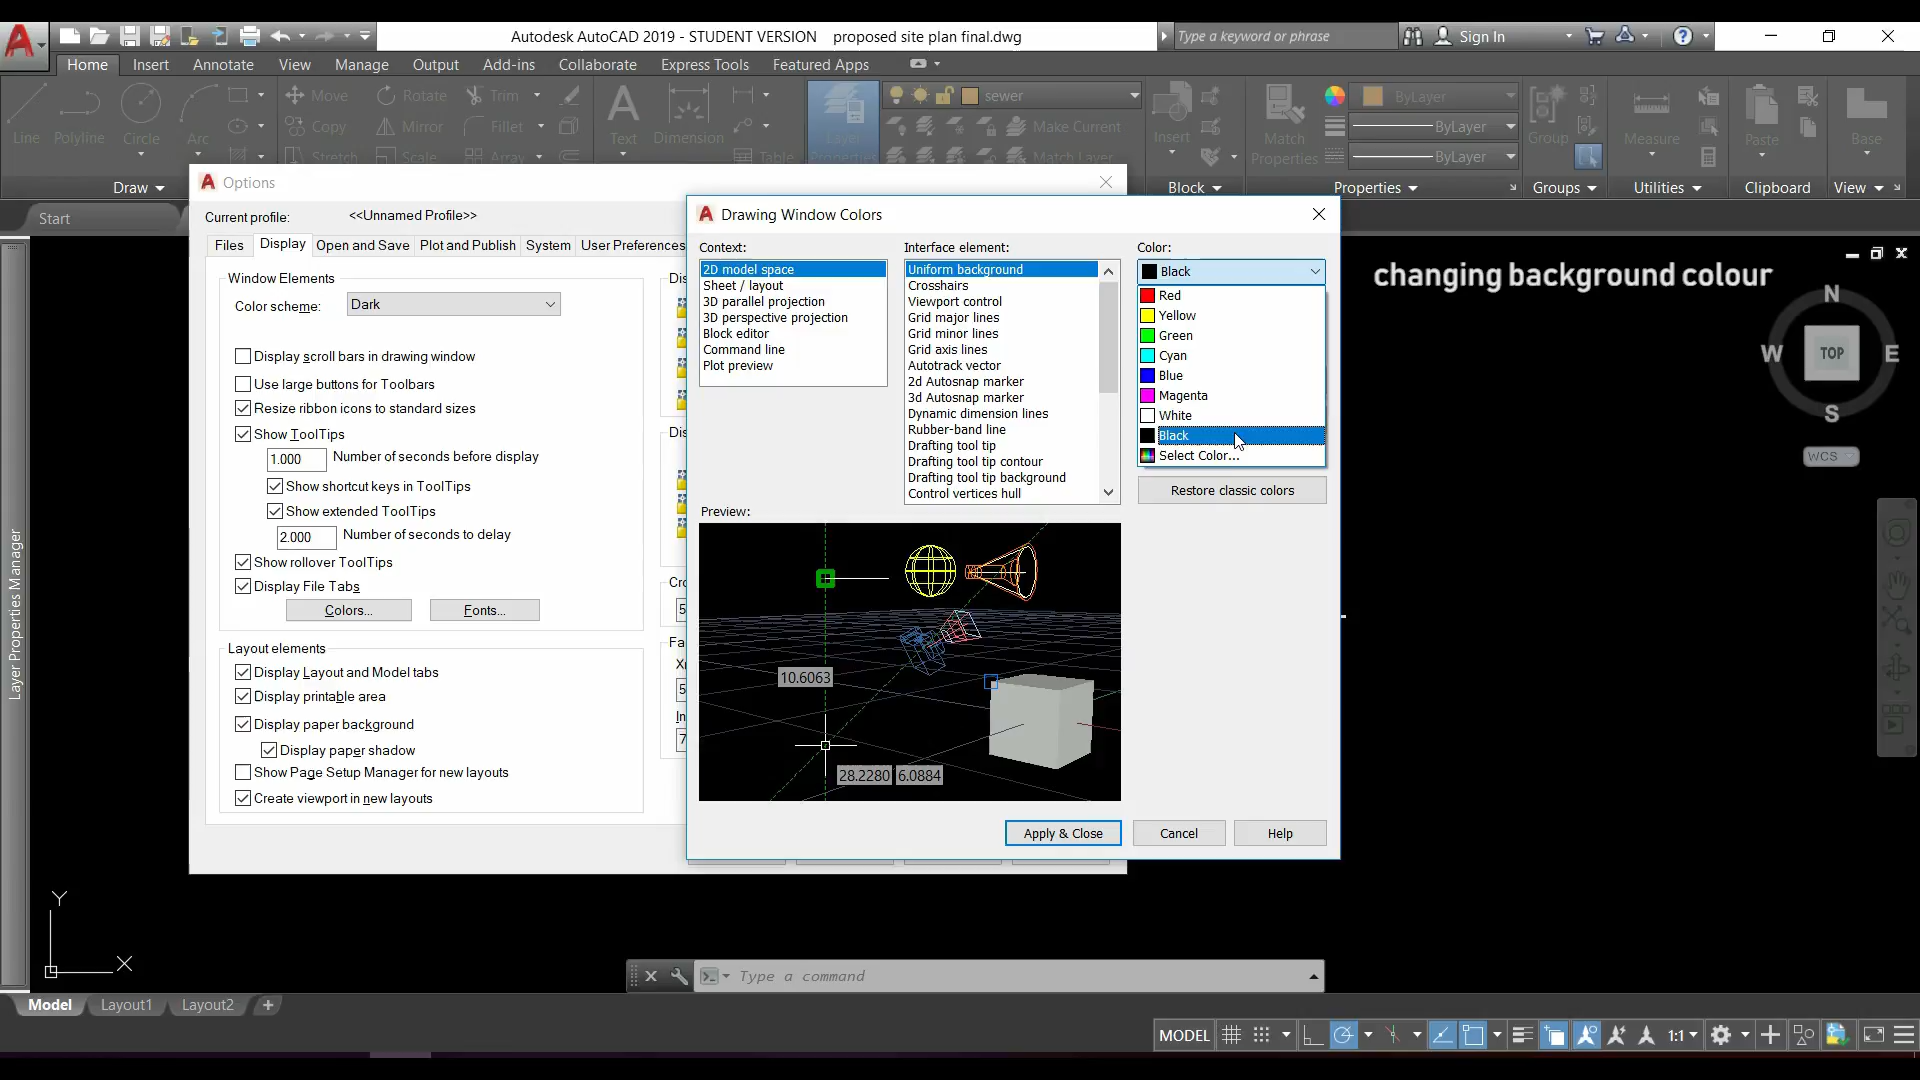 Autodesk AutoCAD 2019 - STUDENT VERSION proposed site plan final.dwg
Type a keyword or phrase
Sign In
Home Insert Annotate View Manage Output Add-ins Collaborate Express Tools Featured Apps
Move Rotate Trim
sewer
ByLayer
Line Polyline Circle Arc
Copy Mirror Fillet
Text Dimension
Layer
Properties
Make Current
Insert
Match
Properties
ByLayer
Group
Measure
Paste
Base
Stretch Scale Array
Table
Match Layer
ByLayer
Draw
Block
Properties
Groups
Utilities
Clipboard
View
Start
Options
Current profile: <<Unnamed Profile>>
Files Display Open and Save Plot and Publish System User Preferences
Window Elements
Color scheme: Dark
Display scroll bars in drawing window
Use large buttons for Toolbars
Resize ribbon icons to standard sizes
Show ToolTips
1.000 Number of seconds before display
Show shortcut keys in ToolTips
Show extended ToolTips
2.000 Number of seconds to delay
Show rollover ToolTips
Display File Tabs
Colors... Fonts...
Layout elements
Display Layout and Model tabs
Display printable area
Display paper background
Display paper shadow
Show Page Setup Manager for new layouts
Create viewport in new layouts
Dis
Dis
Cro
5
Fa
X
5
In
7
Drawing Window Colors
Context:
2D model space
Sheet / layout
3D parallel projection
3D perspective projection
Block editor
Command line
Plot preview
Interface element:
Uniform background
Crosshairs
Viewport control
Grid major lines
Grid minor lines
Grid axis lines
Autotrack vector
2d Autosnap marker
3d Autosnap marker
Dynamic dimension lines
Rubber-band line
Drafting tool tip
Drafting tool tip contour
Drafting tool tip background
Control vertices hull
Color:
Black
Red
Yellow
Green
Cyan
Blue
Magenta
White
Black
Select Color...
Restore classic colors
Preview:
10.6063
28.2280 6.0884
Apply & Close Cancel Help
changing background colour
N
W TOP E
S
WCS
Layer Properties Manager
Y
X
Type a command
Model Layout1 Layout2 +
MODEL 1:1